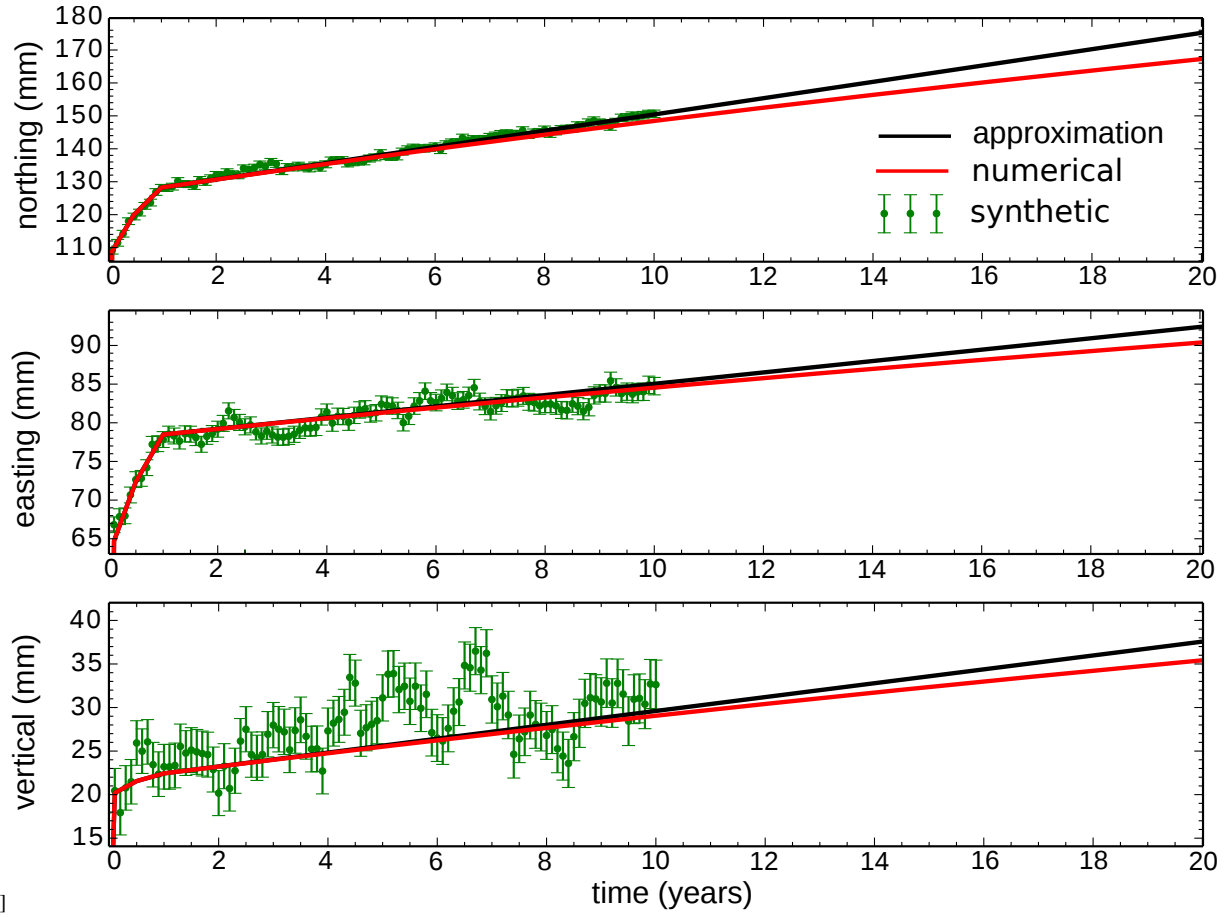 180
170
160
150
140
130
120
110
northing (mm)
approximation
numerical
synthetic
0 2 4 6 8 10 12 14 16 18 20
90
85
80
75
70
65
easting (mm)
0 2 4 6 8 10 12 14 16 18 20
40
35
30
25
20
15
vertical (mm)
0 2 4 6 8 10 12 14 16 18 20
time (years)
]